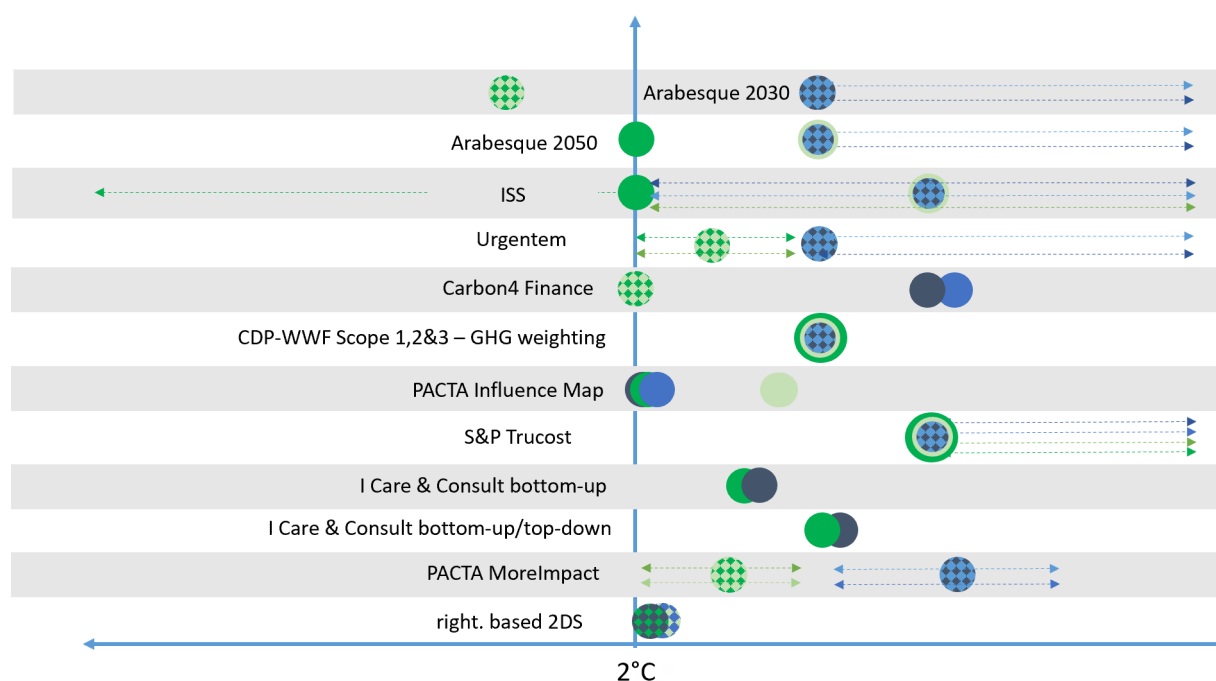 Arabesque 2030
Arabesque 2050
ISS
Urgentem
Carbon4 Finance
CDP-WWF Scope 1,2&3 – GHG weighting
PACTA Influence Map
S&P Trucost
I Care & Consult bottom-up
I Care & Consult bottom-up/top-down
PACTA MoreImpact
right. based 2DS
2°C